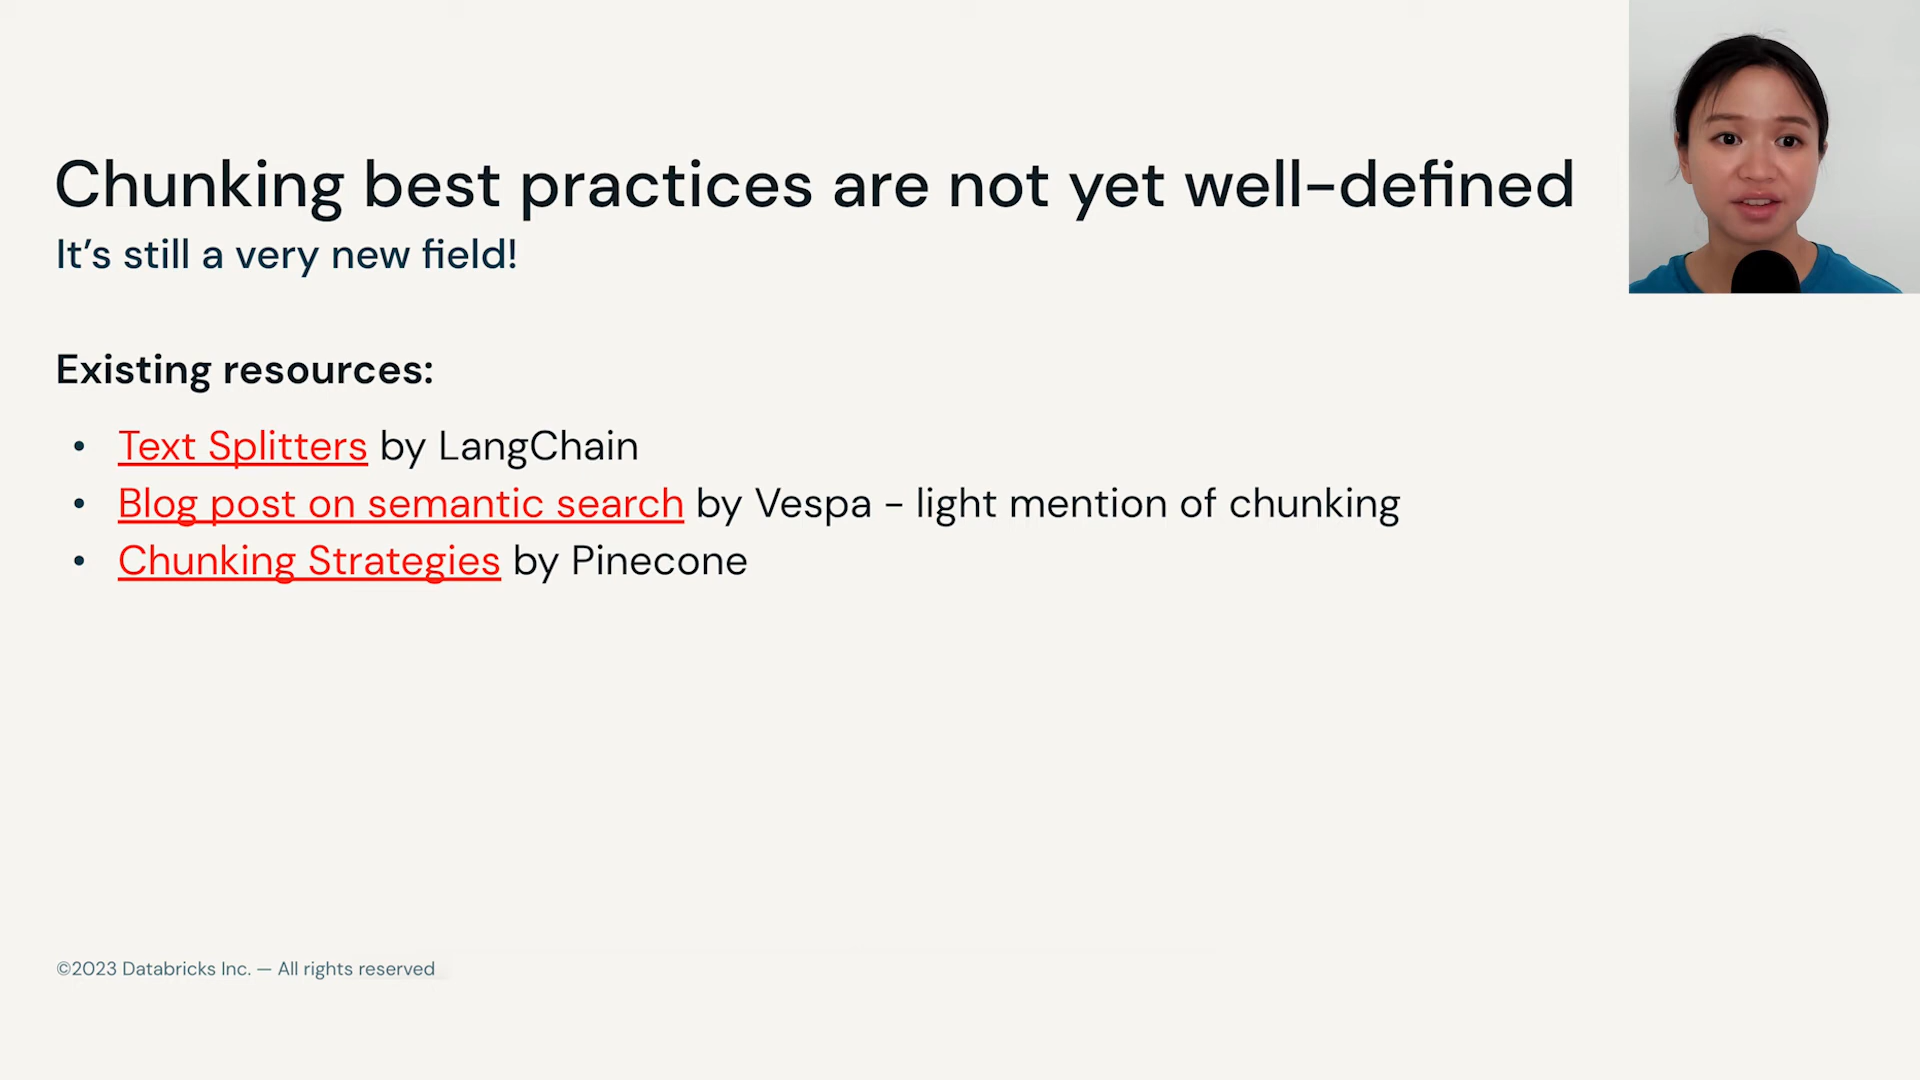 Chunking best practices are not yet well-defined
It’s still a very new field!
Existing resources:
• Text Splitters by LangChain
• Blog post on semantic search by Vespa - light mention of chunking
• Chunking Strategies by Pinecone
©2023 Databricks Inc. — All rights reserved